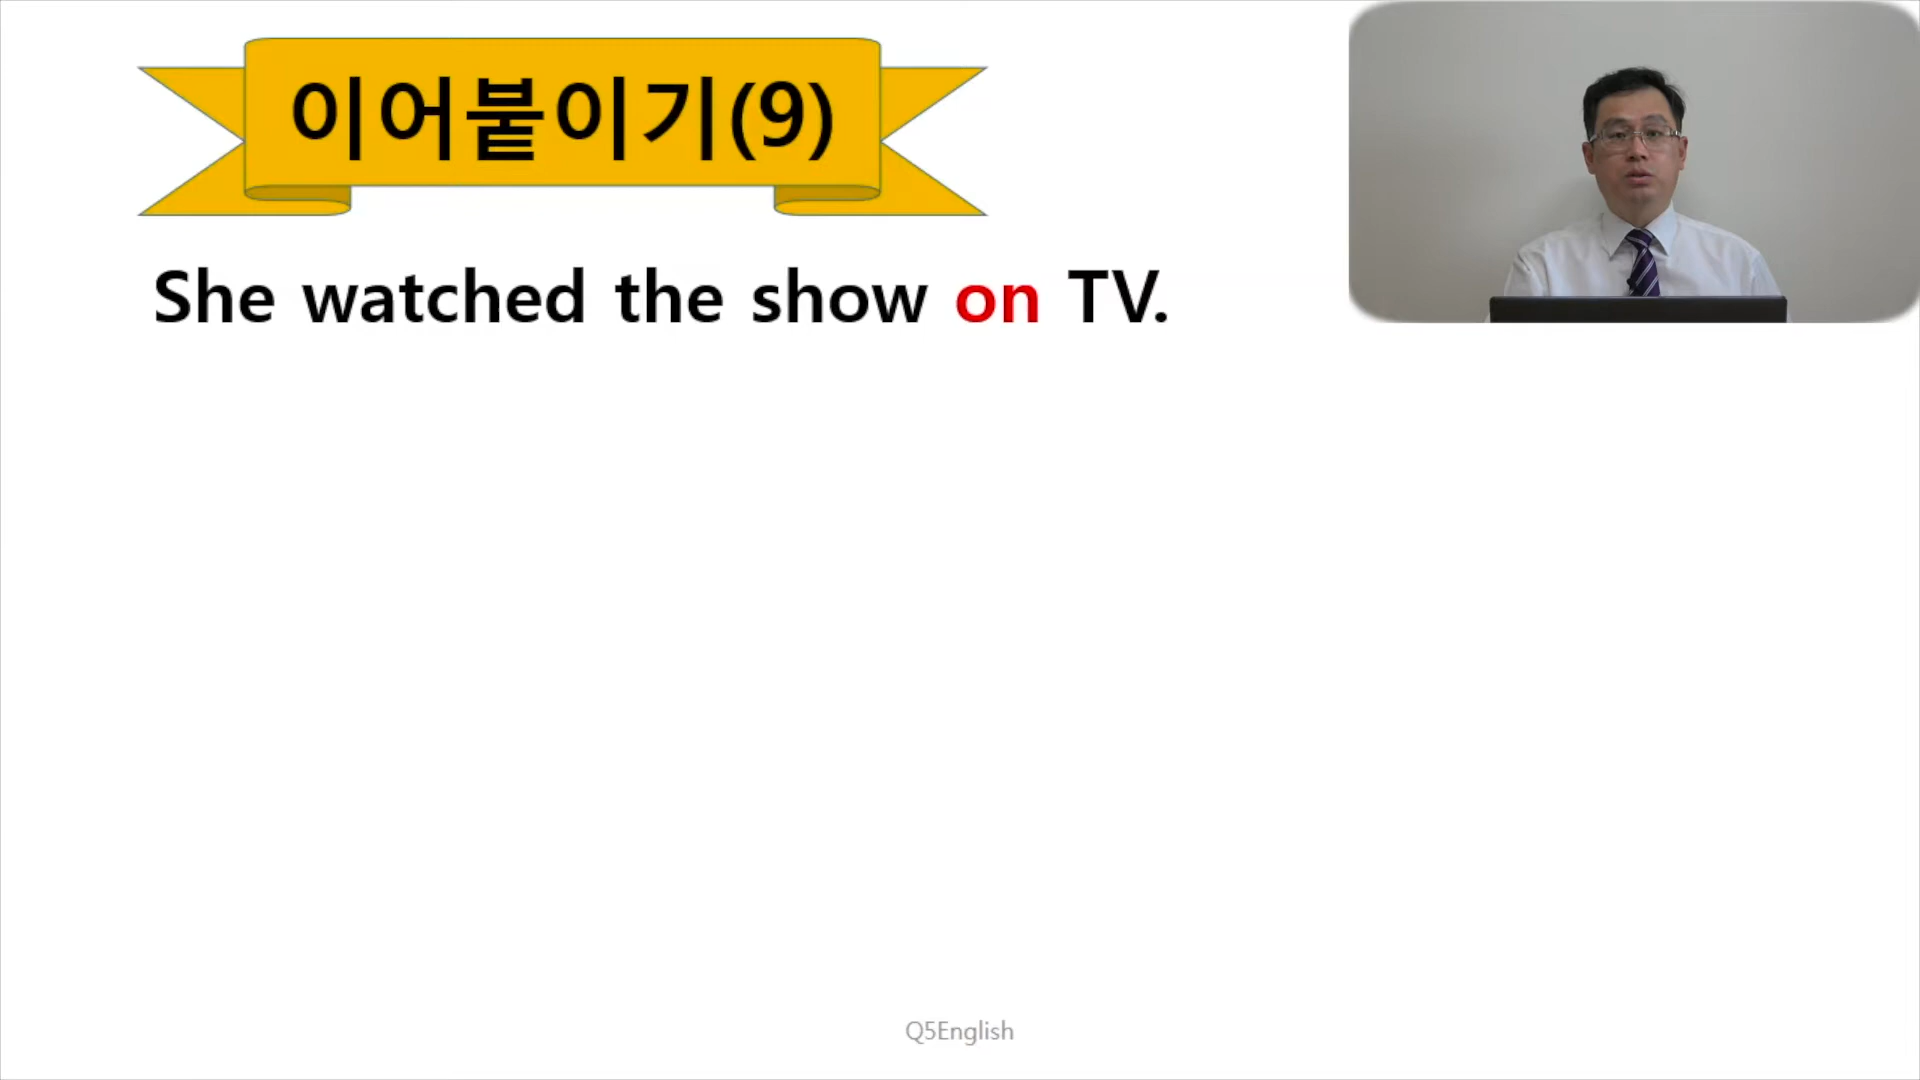 이어붙이기(9)
She watched the show on TV.
Q5English